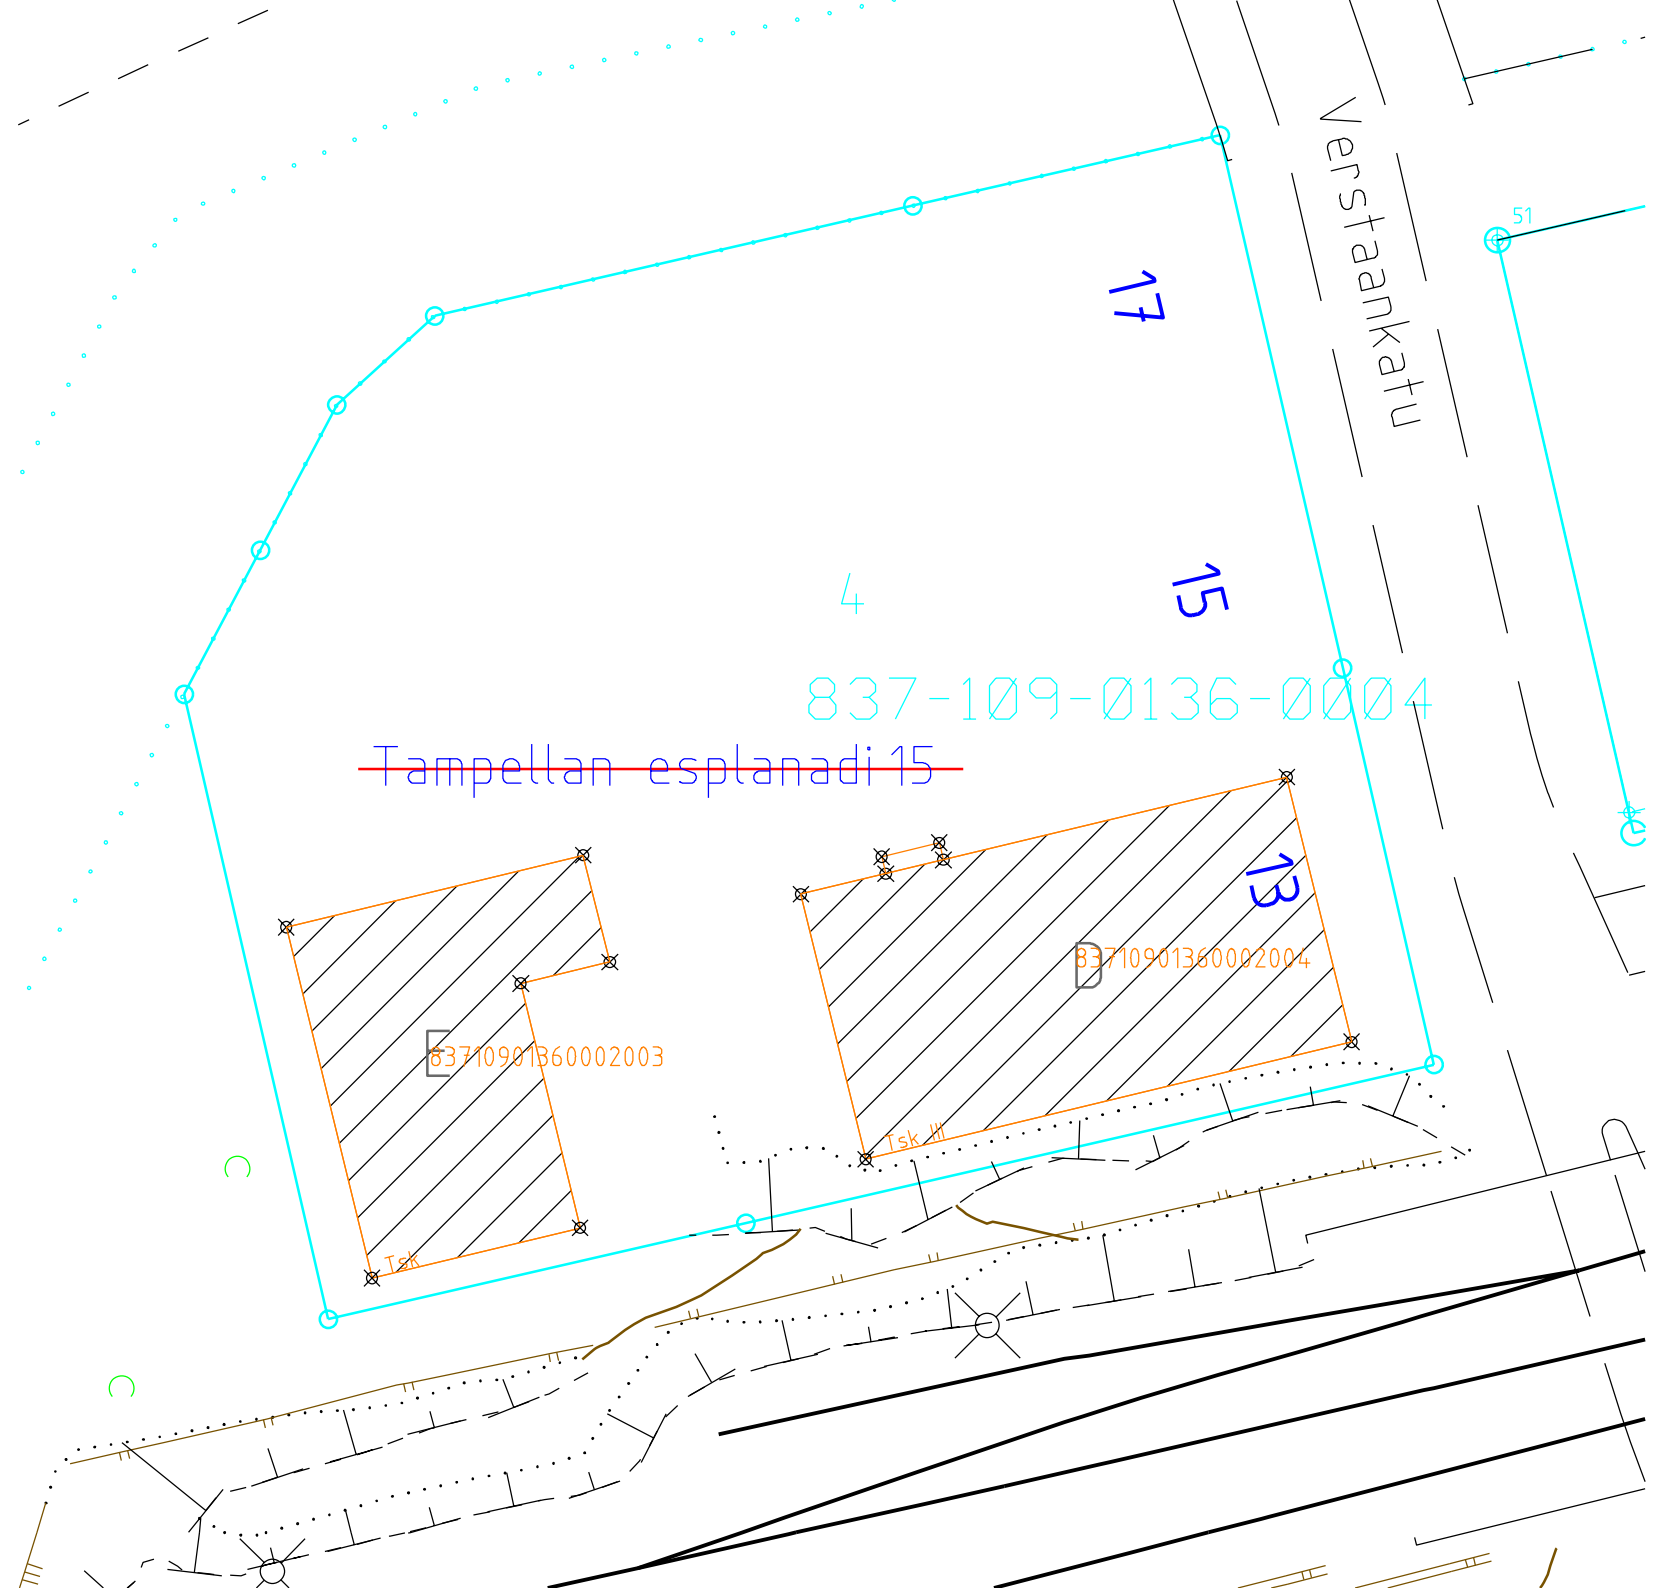 Verstaankatu
51
17
4
15
837-109-0136-0004
Tampellan esplanadi 15
13
D
83710901360002004
E
83710901360002003
Tsk III
Tsk